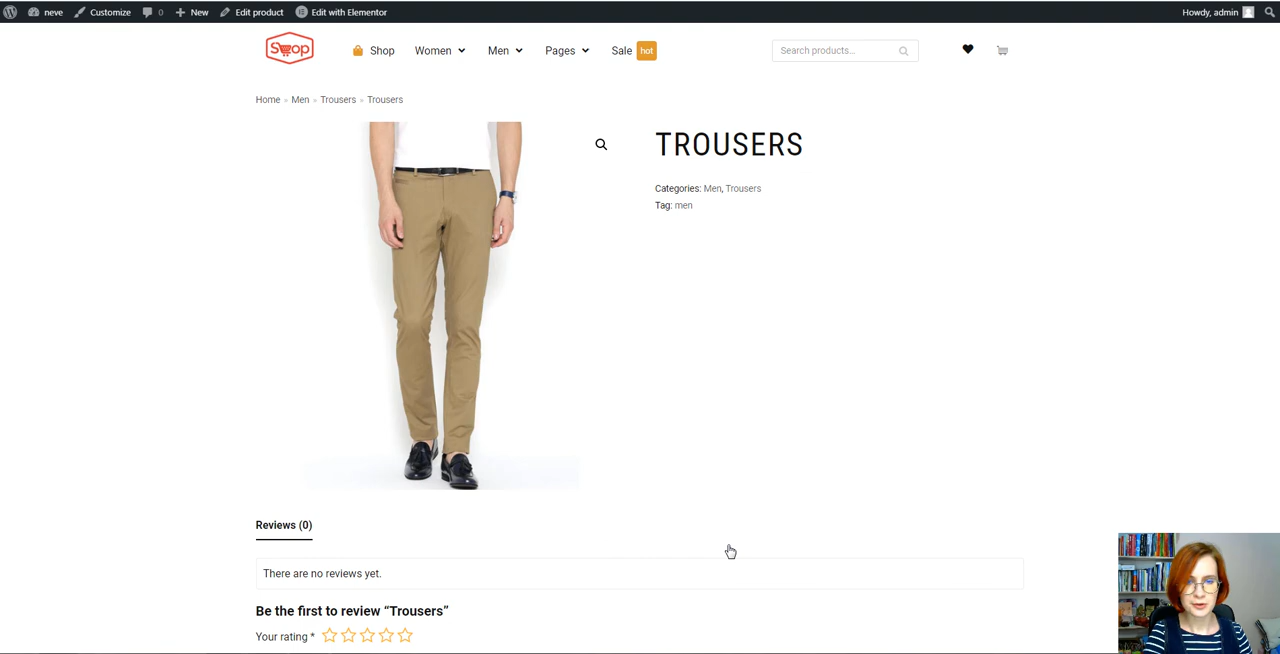 neve Customize 0 New Edit product Edit with Elementor Howdy, admin
Shop Shop Women Men Pages Sale hot Search products...
Home » Men » Trousers » Trousers
TROUSERS
Categories: Men, Trousers
Tag: men
Reviews (0)
There are no reviews yet.
Be the first to review “Trousers”
Your rating *